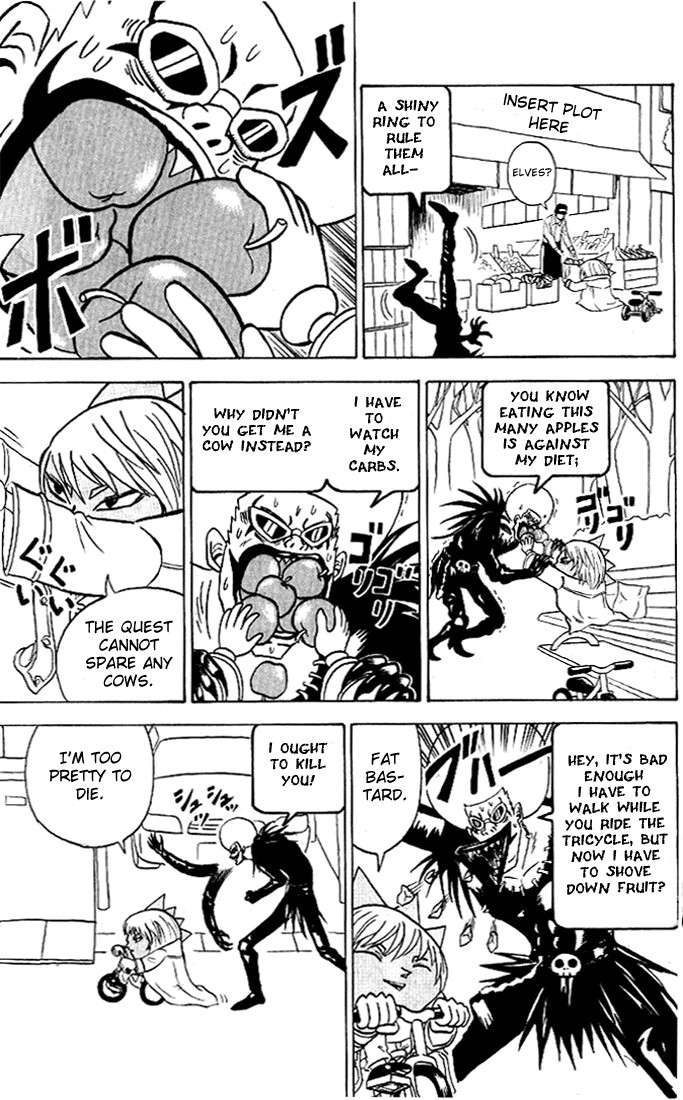 INSERT PLOT
HERE
ELVES?
A SHINY
RING TO
RULE
THEM
ALL—
ズ
ボ
YOU KNOW
EATING THIS
MANY APPLES
IS AGAINST
MY DIET;
ゴリ
ゴリ
I HAVE
TO
WATCH
MY
CARBS.
WHY DIDN'T
YOU GET ME A
COW INSTEAD?
ゴリ
ゴリ
ぐい
ぐい
THE QUEST
CANNOT
SPARE ANY
COWS.
HEY, IT'S BAD
ENOUGH
I HAVE TO
WALK WHILE
YOU RIDE THE
TRICYCLE, BUT
NOW I HAVE
TO SHOVE
DOWN FRUIT?
FAT
BAS-
TARD.
I OUGHT
TO KILL
YOU!
I'M TOO
PRETTY TO
DIE.